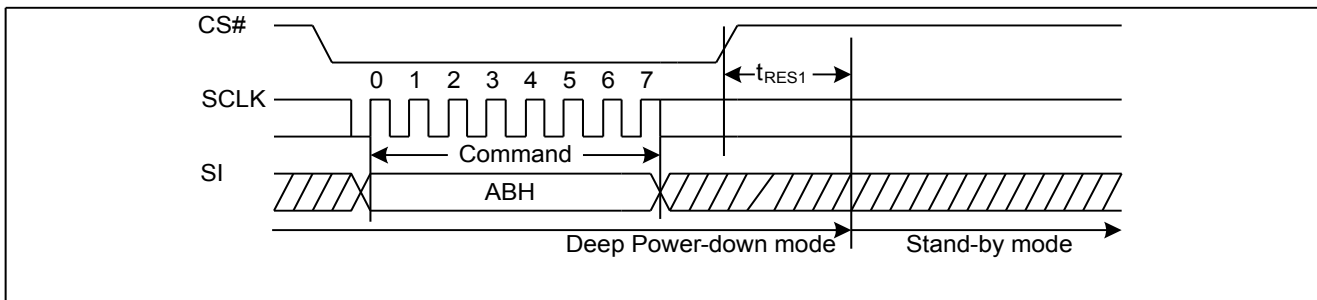 CS#
0 1 2 3 4 5 6 7
tRES1
SCLK
Command
SI
ABH
Deep Power-down mode Stand-by mode